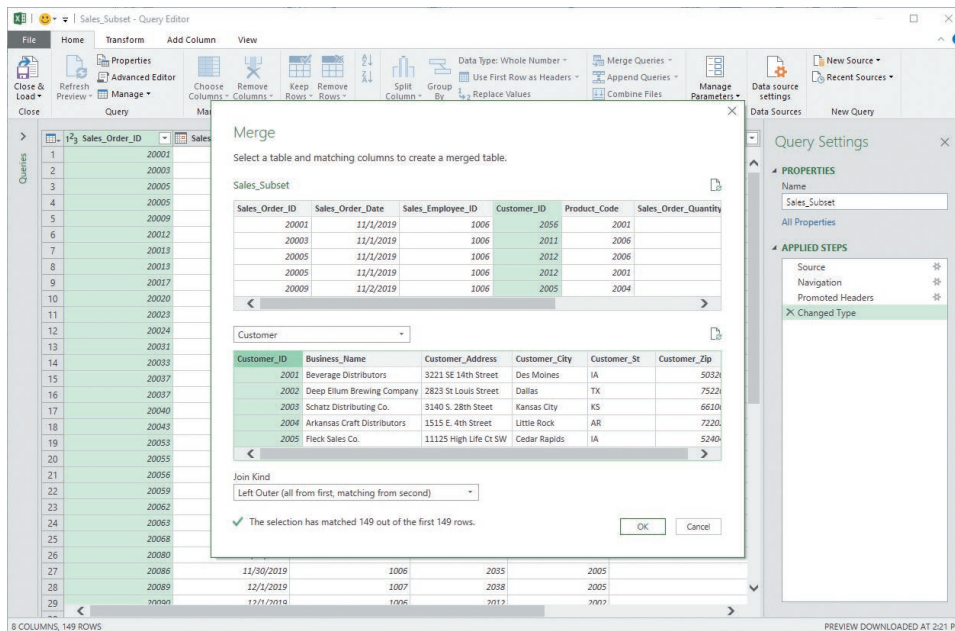 Sales_Subset - Query Editor
File Home Transform Add Column View
Close & Load
Close
Refresh Preview
Properties
Advanced Editor
Manage
Query
Choose Columns
Remove Columns
Keep Rows
Remove Rows
Split Column
Group By
Data Type: Whole Number
Use First Row as Headers
Replace Values
Merge Queries
Append Queries
Combine Files
Manage Parameters
Data source settings
Data Sources
New Source
Recent Sources
New Query
Queries
Sales_Order_ID
1 20001
2 20003
3 20005
4 20005
5 20009
6 20012
7 20013
8 20013
9 20017
10 20020
11 20023
12 20024
13 20031
14 20033
15 20037
16 20037
17 20040
18 20043
19 20053
20 20055
21 20056
22 20059
23 20062
24 20063
25 20068
26 20080
27 20086 11/30/2019 1006 2035 2005
28 20089 12/1/2019 1007 2038 2005
29 20090 12/1/2019 1006 2012 2002
Merge
Select a table and matching columns to create a merged table.
Sales_Subset
Sales_Order_ID Sales_Order_Date Sales_Employee_ID Customer_ID Product_Code Sales_Order_Quantity
20001 11/1/2019 1006 2056 2001
20003 11/1/2019 1006 2011 2006
20005 11/1/2019 1006 2012 2006
20005 11/1/2019 1006 2012 2001
20009 11/2/2019 1006 2005 2004
Customer
Customer_ID Business_Name Customer_Address Customer_City Customer_St Customer_Zip
2001 Beverage Distributors 3221 SE 14th Street Des Moines IA
2002 Deep Ellum Brewing Company 2823 St Louis Street Dallas TX
2003 Schatz Distributing Co. 3140 S. 28th Steet Kansas City KS
2004 Arkansas Craft Distributors 1515 E. 4th Street Little Rock AR
2005 Fleck Sales Co. 11125 High Life Ct SW Cedar Rapids IA
Join Kind
Left Outer (all from first, matching from second)
The selection has matched 149 out of the first 149 rows.
OK Cancel
Query Settings
PROPERTIES
Name
Sales_Subset
All Properties
APPLIED STEPS
Source
Navigation
Promoted Headers
Changed Type
8 COLUMNS, 149 ROWS
PREVIEW DOWNLOADED AT 2:21 P